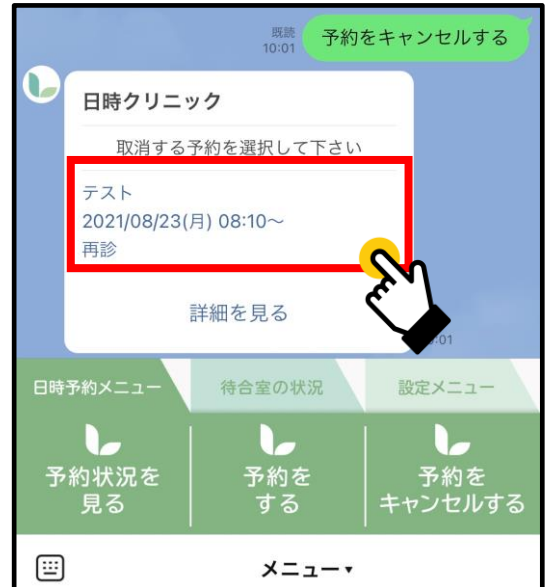 予約をキャンセルする
既読
10:01
日時クリニック
取消する予約を選択して下さい
テスト
2021/08/23(月) 08:10～
再診
詳細を見る
日時予約メニュー
待合室の状況
設定メニュー
予約状況を
見る
予約を
する
予約を
キャンセルする
メニュー▾